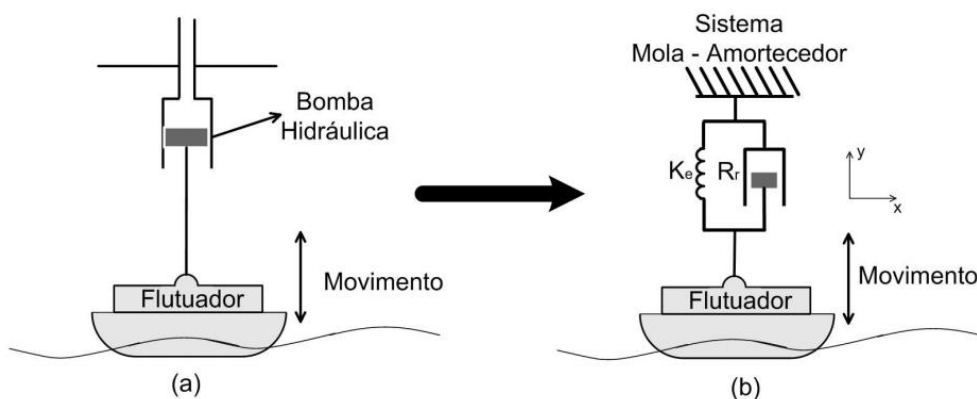 Bomba
Hidráulica
Flutuador
Movimento
(a)
Sistema
Mola - Amortecedor
Ke
Rr
y
x
Flutuador
Movimento
(b)